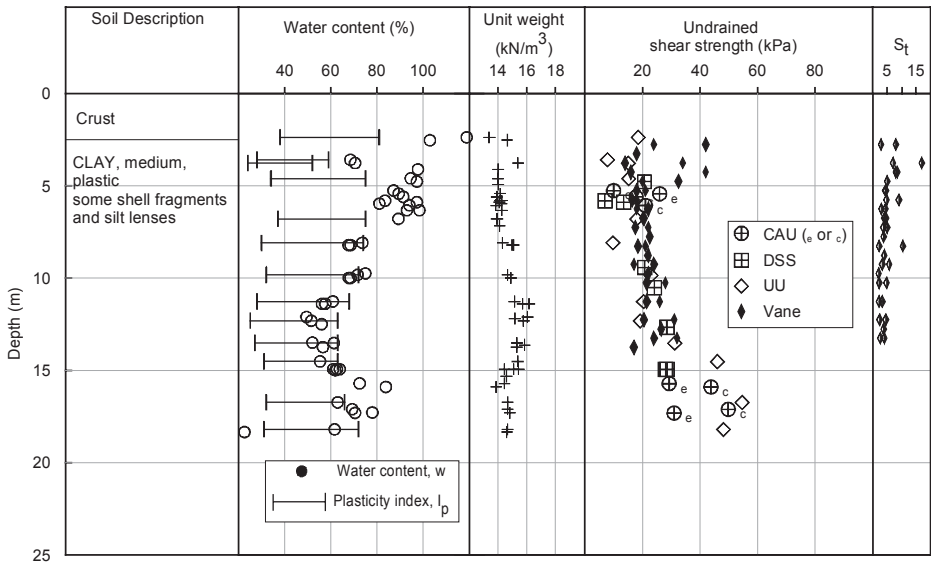 Soil Description
Water content (%)
Unit weight
(kN/m3)
Undrained
shear strength (kPa)
St
40 60 80 100
14 16 18
20 40 60 80
5 15
0
5
10
15
20
25
Depth (m)
Crust
CLAY, medium,
plastic
some shell fragments
and silt lenses
e
c
e
c
c
e
CAU (e or c)
DSS
UU
Vane
Water content, w
Plasticity index, Ip